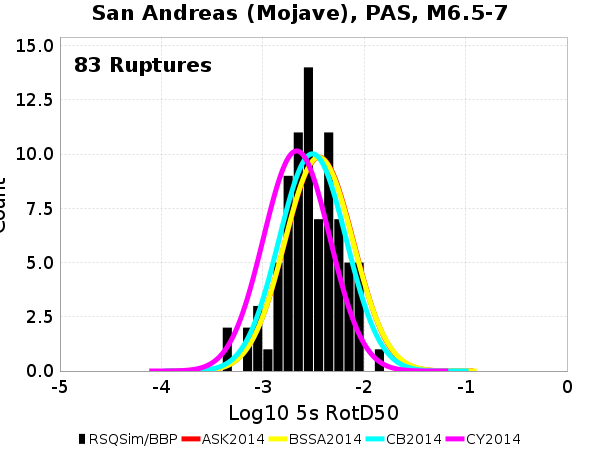 San Andreas (Mojave), PAS, M6.5-7
15.0
83 Ruptures
12.5
10.0
7.5
5.0
2.5
0.0
Count
-5
-4
-3
-2
-1
0
Log10 5s RotD50
RSQSim/BBP ASK2014 BSSA2014 CB2014 CY2014